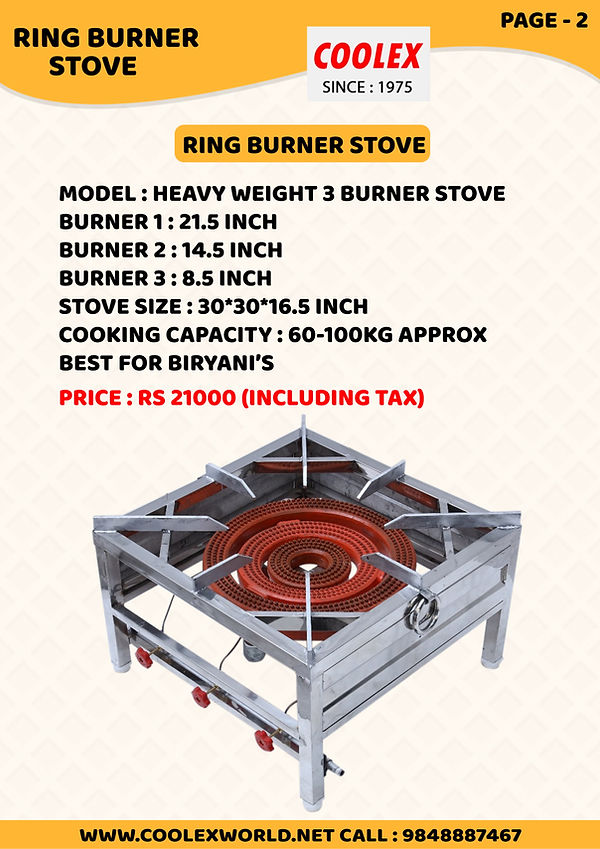 RING BURNER
STOVE
PAGE - 2
COOLEX
SINCE : 1975
RING BURNER STOVE
MODEL : HEAVY WEIGHT 3 BURNER STOVE
BURNER 1 : 21.5 INCH
BURNER 2 : 14.5 INCH
BURNER 3 : 8.5 INCH
STOVE SIZE : 30*30*16.5 INCH
COOKING CAPACITY : 60-100KG APPROX
BEST FOR BIRYANI'S
PRICE : RS 21000 (INCLUDING TAX)
WWW.COOLEXWORLD.NET CALL : 9848887467